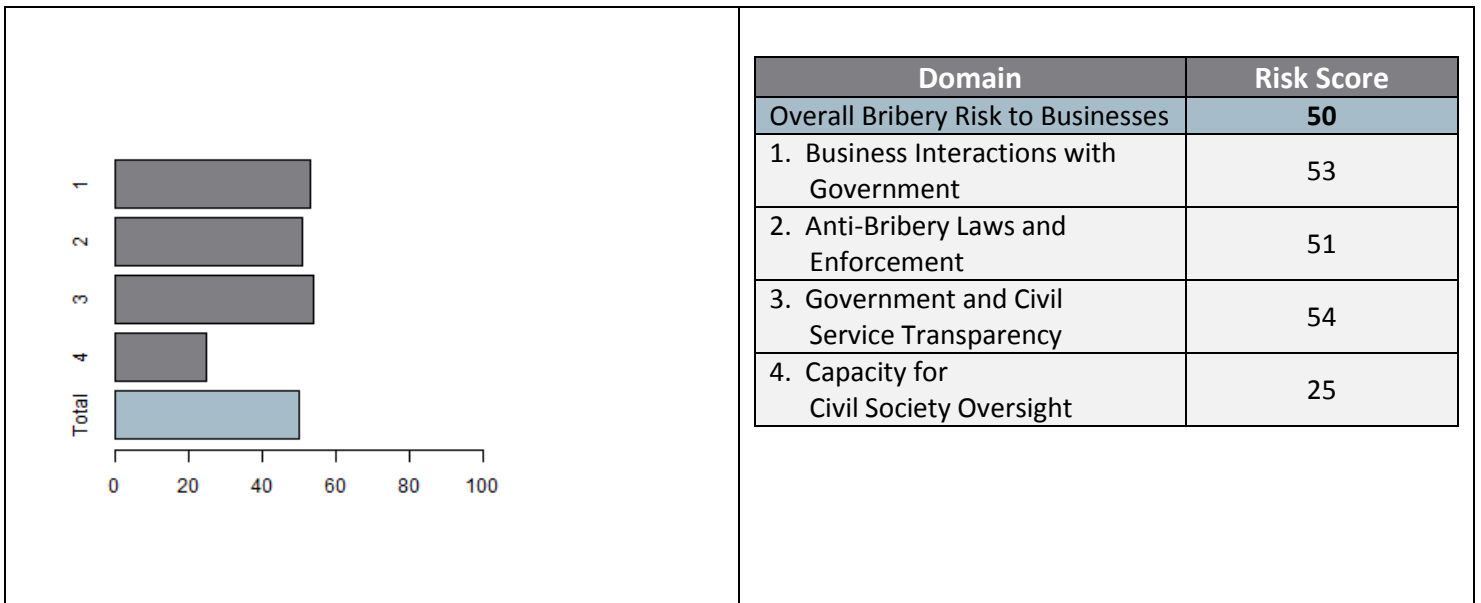 1
2
3
4
Total
0 20 40 60 80 100
Domain Risk Score
Overall Bribery Risk to Businesses 50
1. Business Interactions with
Government
53
2. Anti-Bribery Laws and
Enforcement
51
3. Government and Civil
Service Transparency
54
4. Capacity for
Civil Society Oversight
25